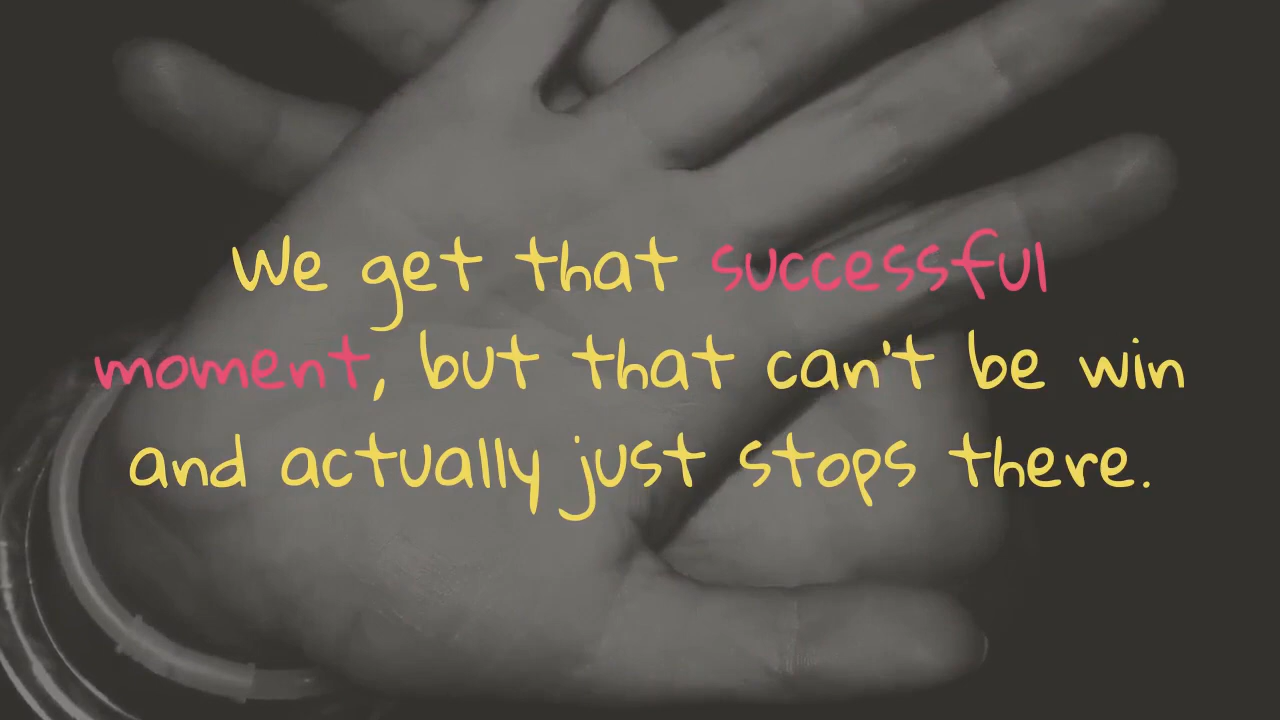 We get that successful
moment, but that can't be win
and actually just stops there.